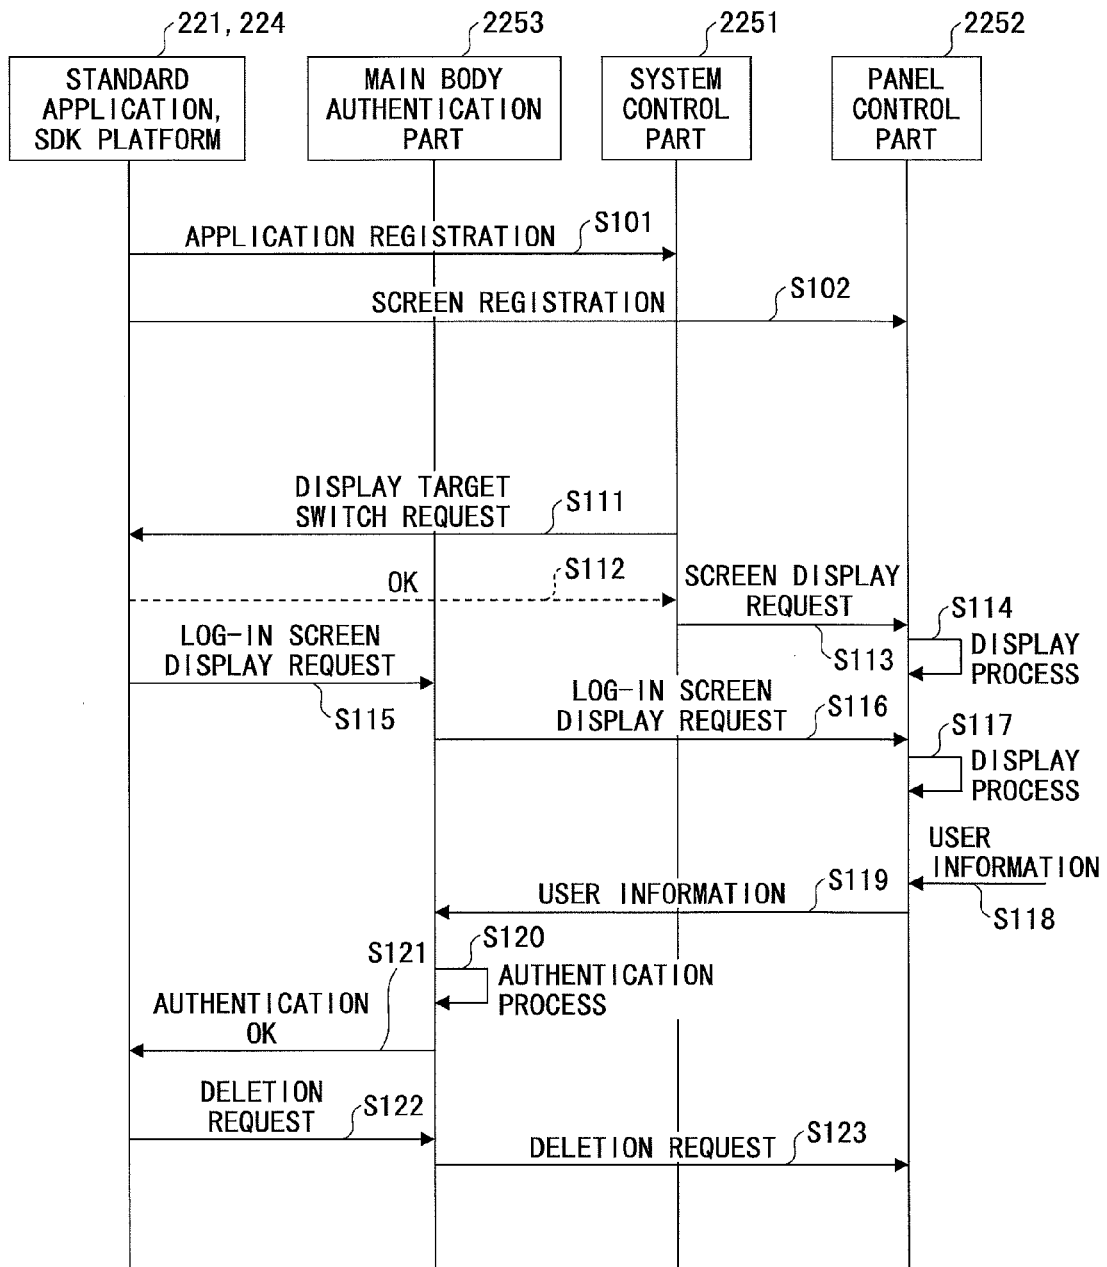 221, 224
2253
2251
2252
STANDARD
APPLICATION,
SDK PLATFORM
MAIN BODY
AUTHENTICATION
PART
SYSTEM
CONTROL
PART
PANEL
CONTROL
PART
APPLICATION REGISTRATION
S101
SCREEN REGISTRATION
S102
DISPLAY TARGET
SWITCH REQUEST
S111
OK
S112
SCREEN DISPLAY
REQUEST
S113
S114
DISPLAY
PROCESS
LOG-IN SCREEN
DISPLAY REQUEST
S115
LOG-IN SCREEN
DISPLAY REQUEST
S116
S117
DISPLAY
PROCESS
USER
INFORMATION
S118
USER INFORMATION
S119
S120
AUTHENTICATION
PROCESS
S121
AUTHENTICATION
OK
DELETION
REQUEST
S122
DELETION REQUEST
S123